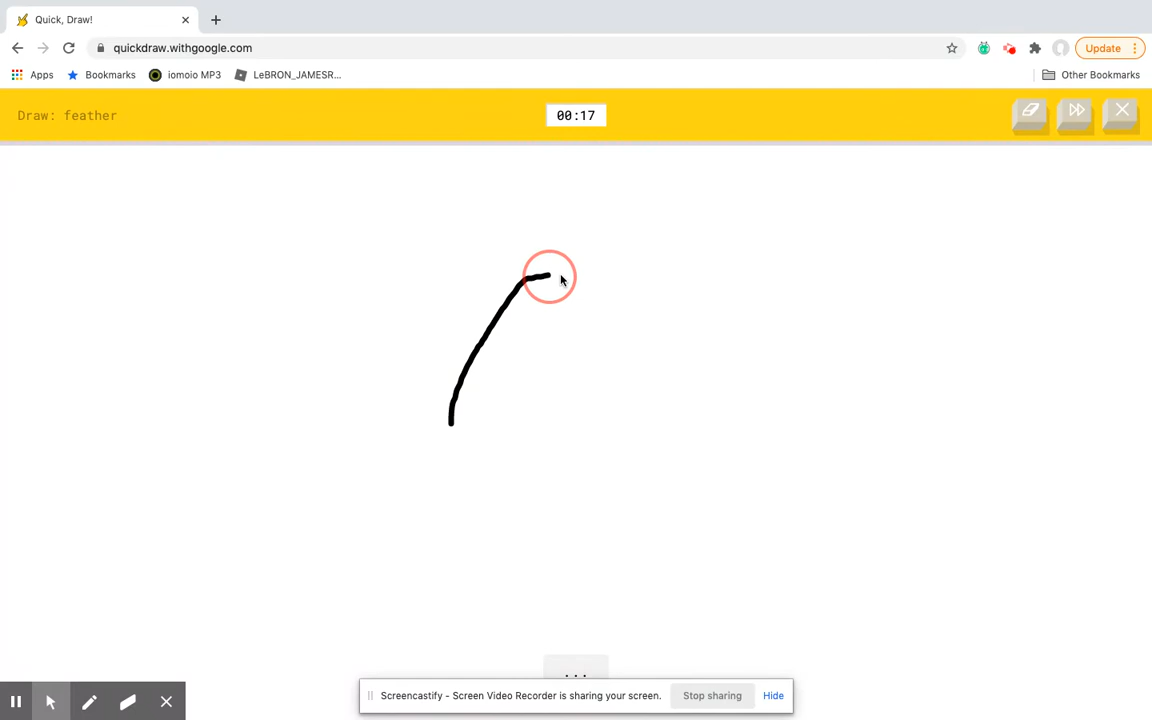 Quick, Draw!
quickdraw.withgoogle.com
Update
Apps
Bookmarks
iomoio MP3
LeBRON_JAMESR...
Other Bookmarks
Draw: feather
00:17
...
Screencastify - Screen Video Recorder is sharing your screen.
Stop sharing
Hide